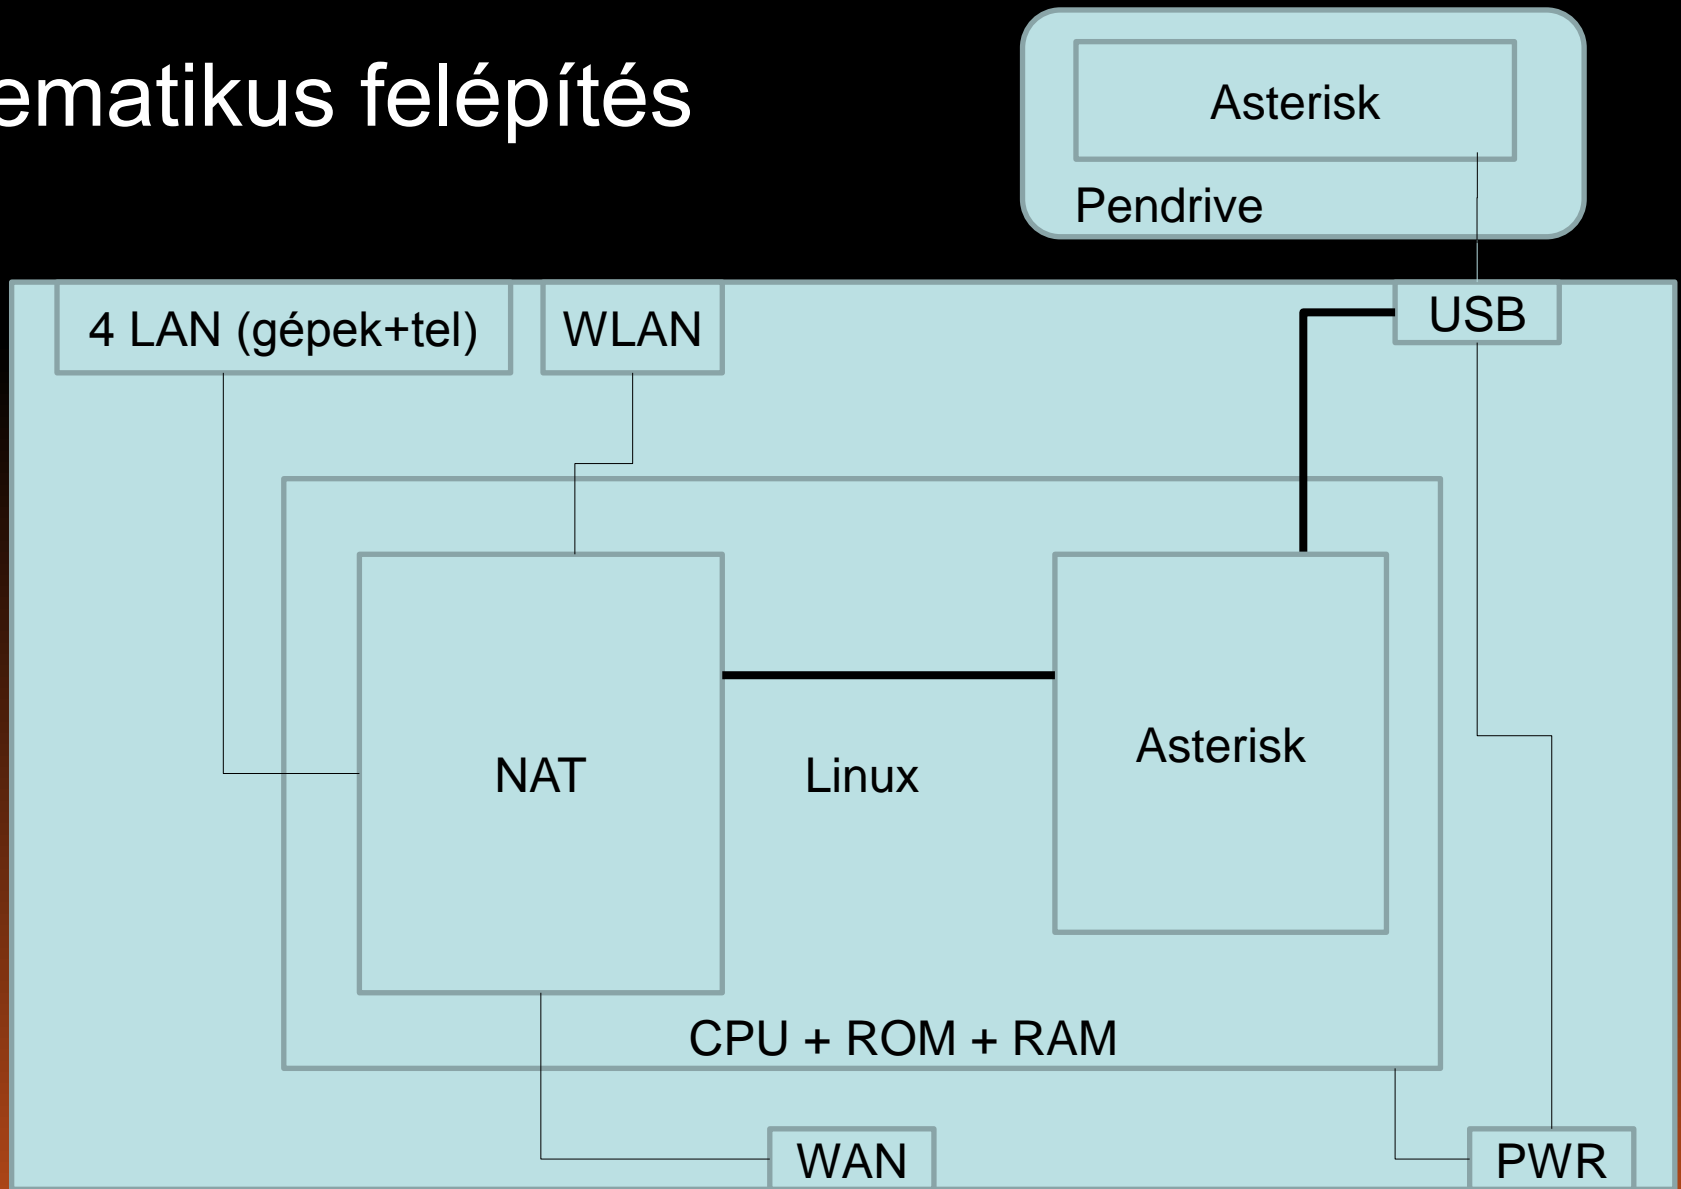 ematikus felépítés
Asterisk
Pendrive
4 LAN (gépek+tel)
WLAN
USB
NAT
Linux
Asterisk
CPU + ROM + RAM
WAN
PWR